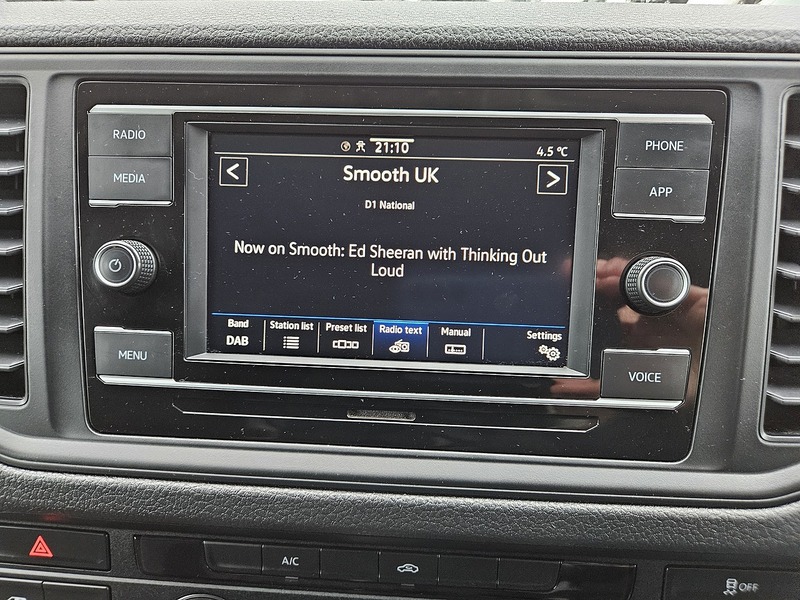 RADIO
MEDIA
MENU
21:10
4.5 °C
<
Smooth UK
>
D1 National
Now on Smooth: Ed Sheeran with Thinking Out
Loud
Band
DAB
Station list
Preset list
Radio text
Manual
Settings
PHONE
APP
VOICE
A/C
OFF